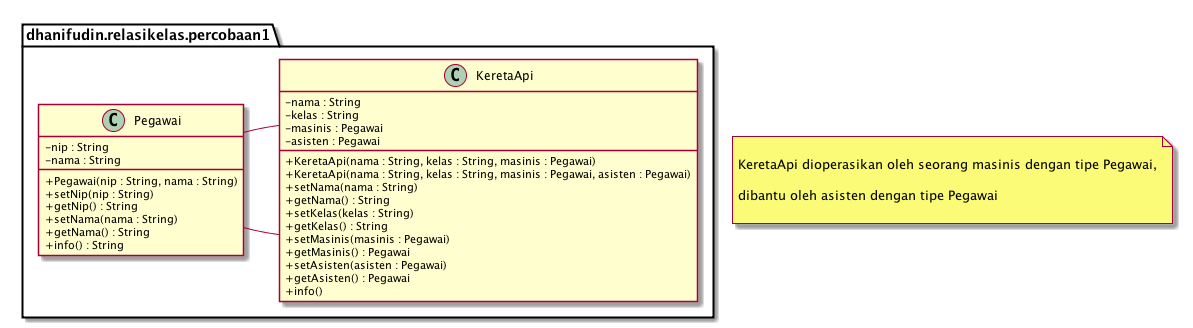 dhanifudin.relasikelas.percobaan1
C Pegawai
-nip : String
-nama : String
+Pegawai(nip : String, nama : String)
+setNip(nip : String)
+getNip() : String
+setNama(nama : String)
+getNama() : String
+info() : String
C KeretaApi
-nama : String
-kelas : String
-masinis : Pegawai
-asisten : Pegawai
+KeretaApi(nama : String, kelas : String, masinis : Pegawai)
+KeretaApi(nama : String, kelas : String, masinis : Pegawai, asisten : Pegawai)
+setNama(nama : String)
+getNama() : String
+setKelas(kelas : String)
+getKelas() : String
+setMasinis(masinis : Pegawai)
+getMasinis() : Pegawai
+setAsisten(asisten : Pegawai)
+getAsisten() : Pegawai
+info()
KeretaApi dioperasikan oleh seorang masinis dengan tipe Pegawai,
dibantu oleh asisten dengan tipe Pegawai